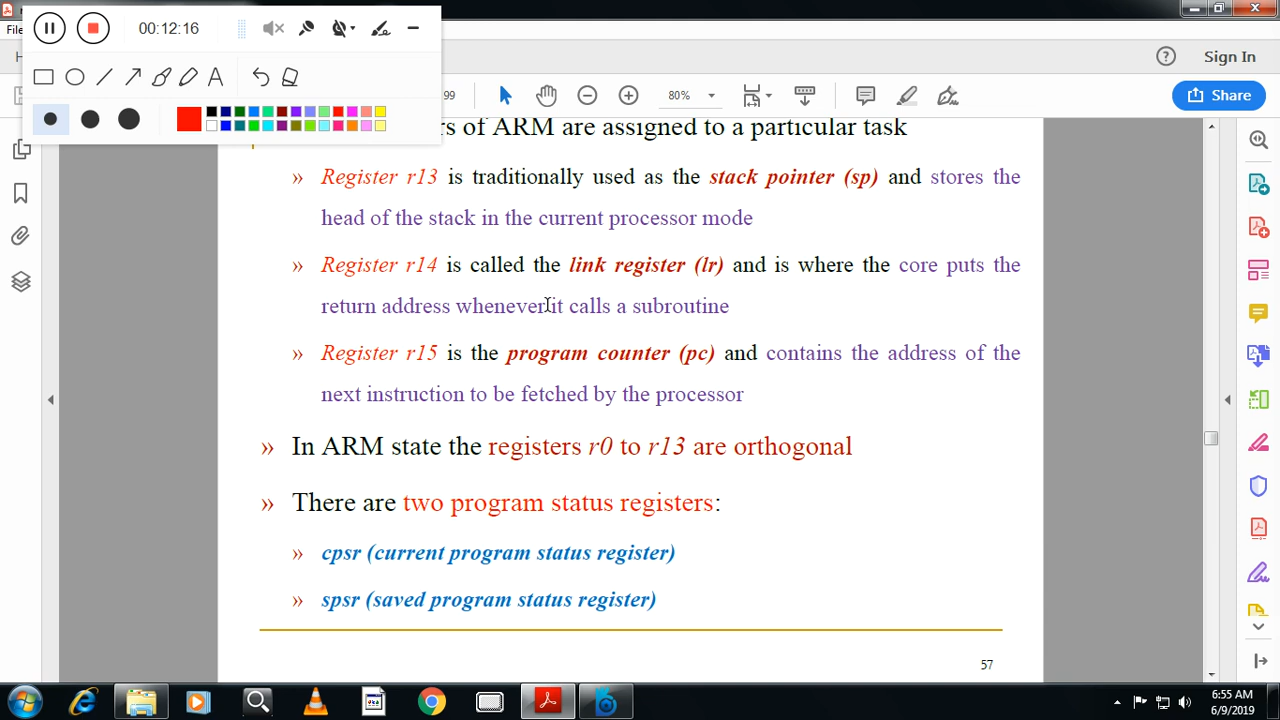 00:12:16
File
Sign In
99
80%
Share
rs of ARM are assigned to a particular task
» Register r13 is traditionally used as the stack pointer (sp) and stores the
head of the stack in the current processor mode
» Register r14 is called the link register (lr) and is where the core puts the
return address whenever it calls a subroutine
» Register r15 is the program counter (pc) and contains the address of the
next instruction to be fetched by the processor
» In ARM state the registers r0 to r13 are orthogonal
» There are two program status registers:
» cpsr (current program status register)
» spsr (saved program status register)
57
6:55 AM
6/9/2019